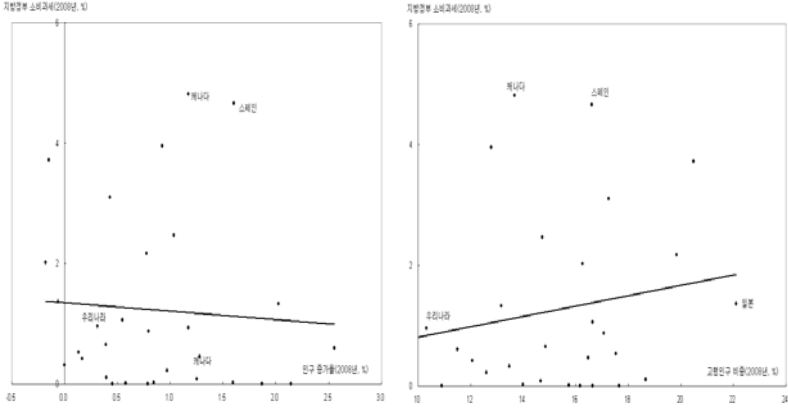 지방정부 소비과세(2008년, %)
6
4
2
0
-0.5 0.0 0.5 1.0 1.5 2.0 2.5 3.0
캐나다
스페인
우리나라
캐나다
인구 증가율(2008년, %)
지방정부 소비과세(2008년, %)
6
4
2
0
10 12 14 16 18 20 22 24
캐나다
스페인
우리나라
일본
고령인구 비중(2008년, %)